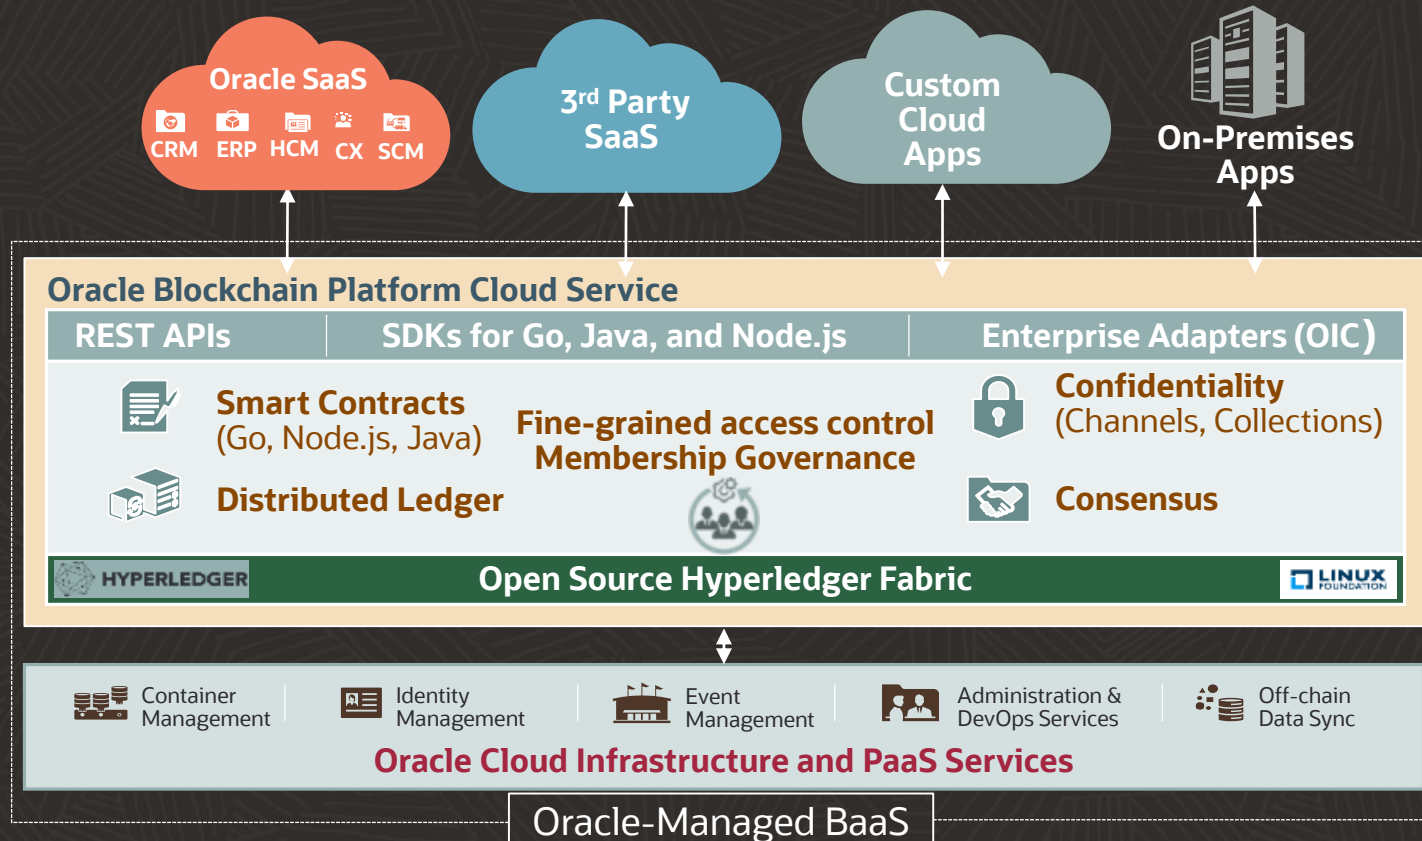 Oracle SaaS
CRM ERP HCM CX SCM
3rd Party
SaaS
Custom
Cloud
Apps
On-Premises
Apps
Oracle Blockchain Platform Cloud Service
REST APIs
SDKs for Go, Java, and Node.js
Enterprise Adapters (OIC)
Smart Contracts
(Go, Node.js, Java)
Distributed Ledger
Fine-grained access control
Membership Governance
Confidentiality
(Channels, Collections)
Consensus
HYPERLEDGER
Open Source Hyperledger Fabric
LINUX
FOUNDATION
Container
Management
Identity
Management
Event
Management
Administration &
DevOps Services
Off-chain
Data Sync
Oracle Cloud Infrastructure and PaaS Services
Oracle-Managed BaaS